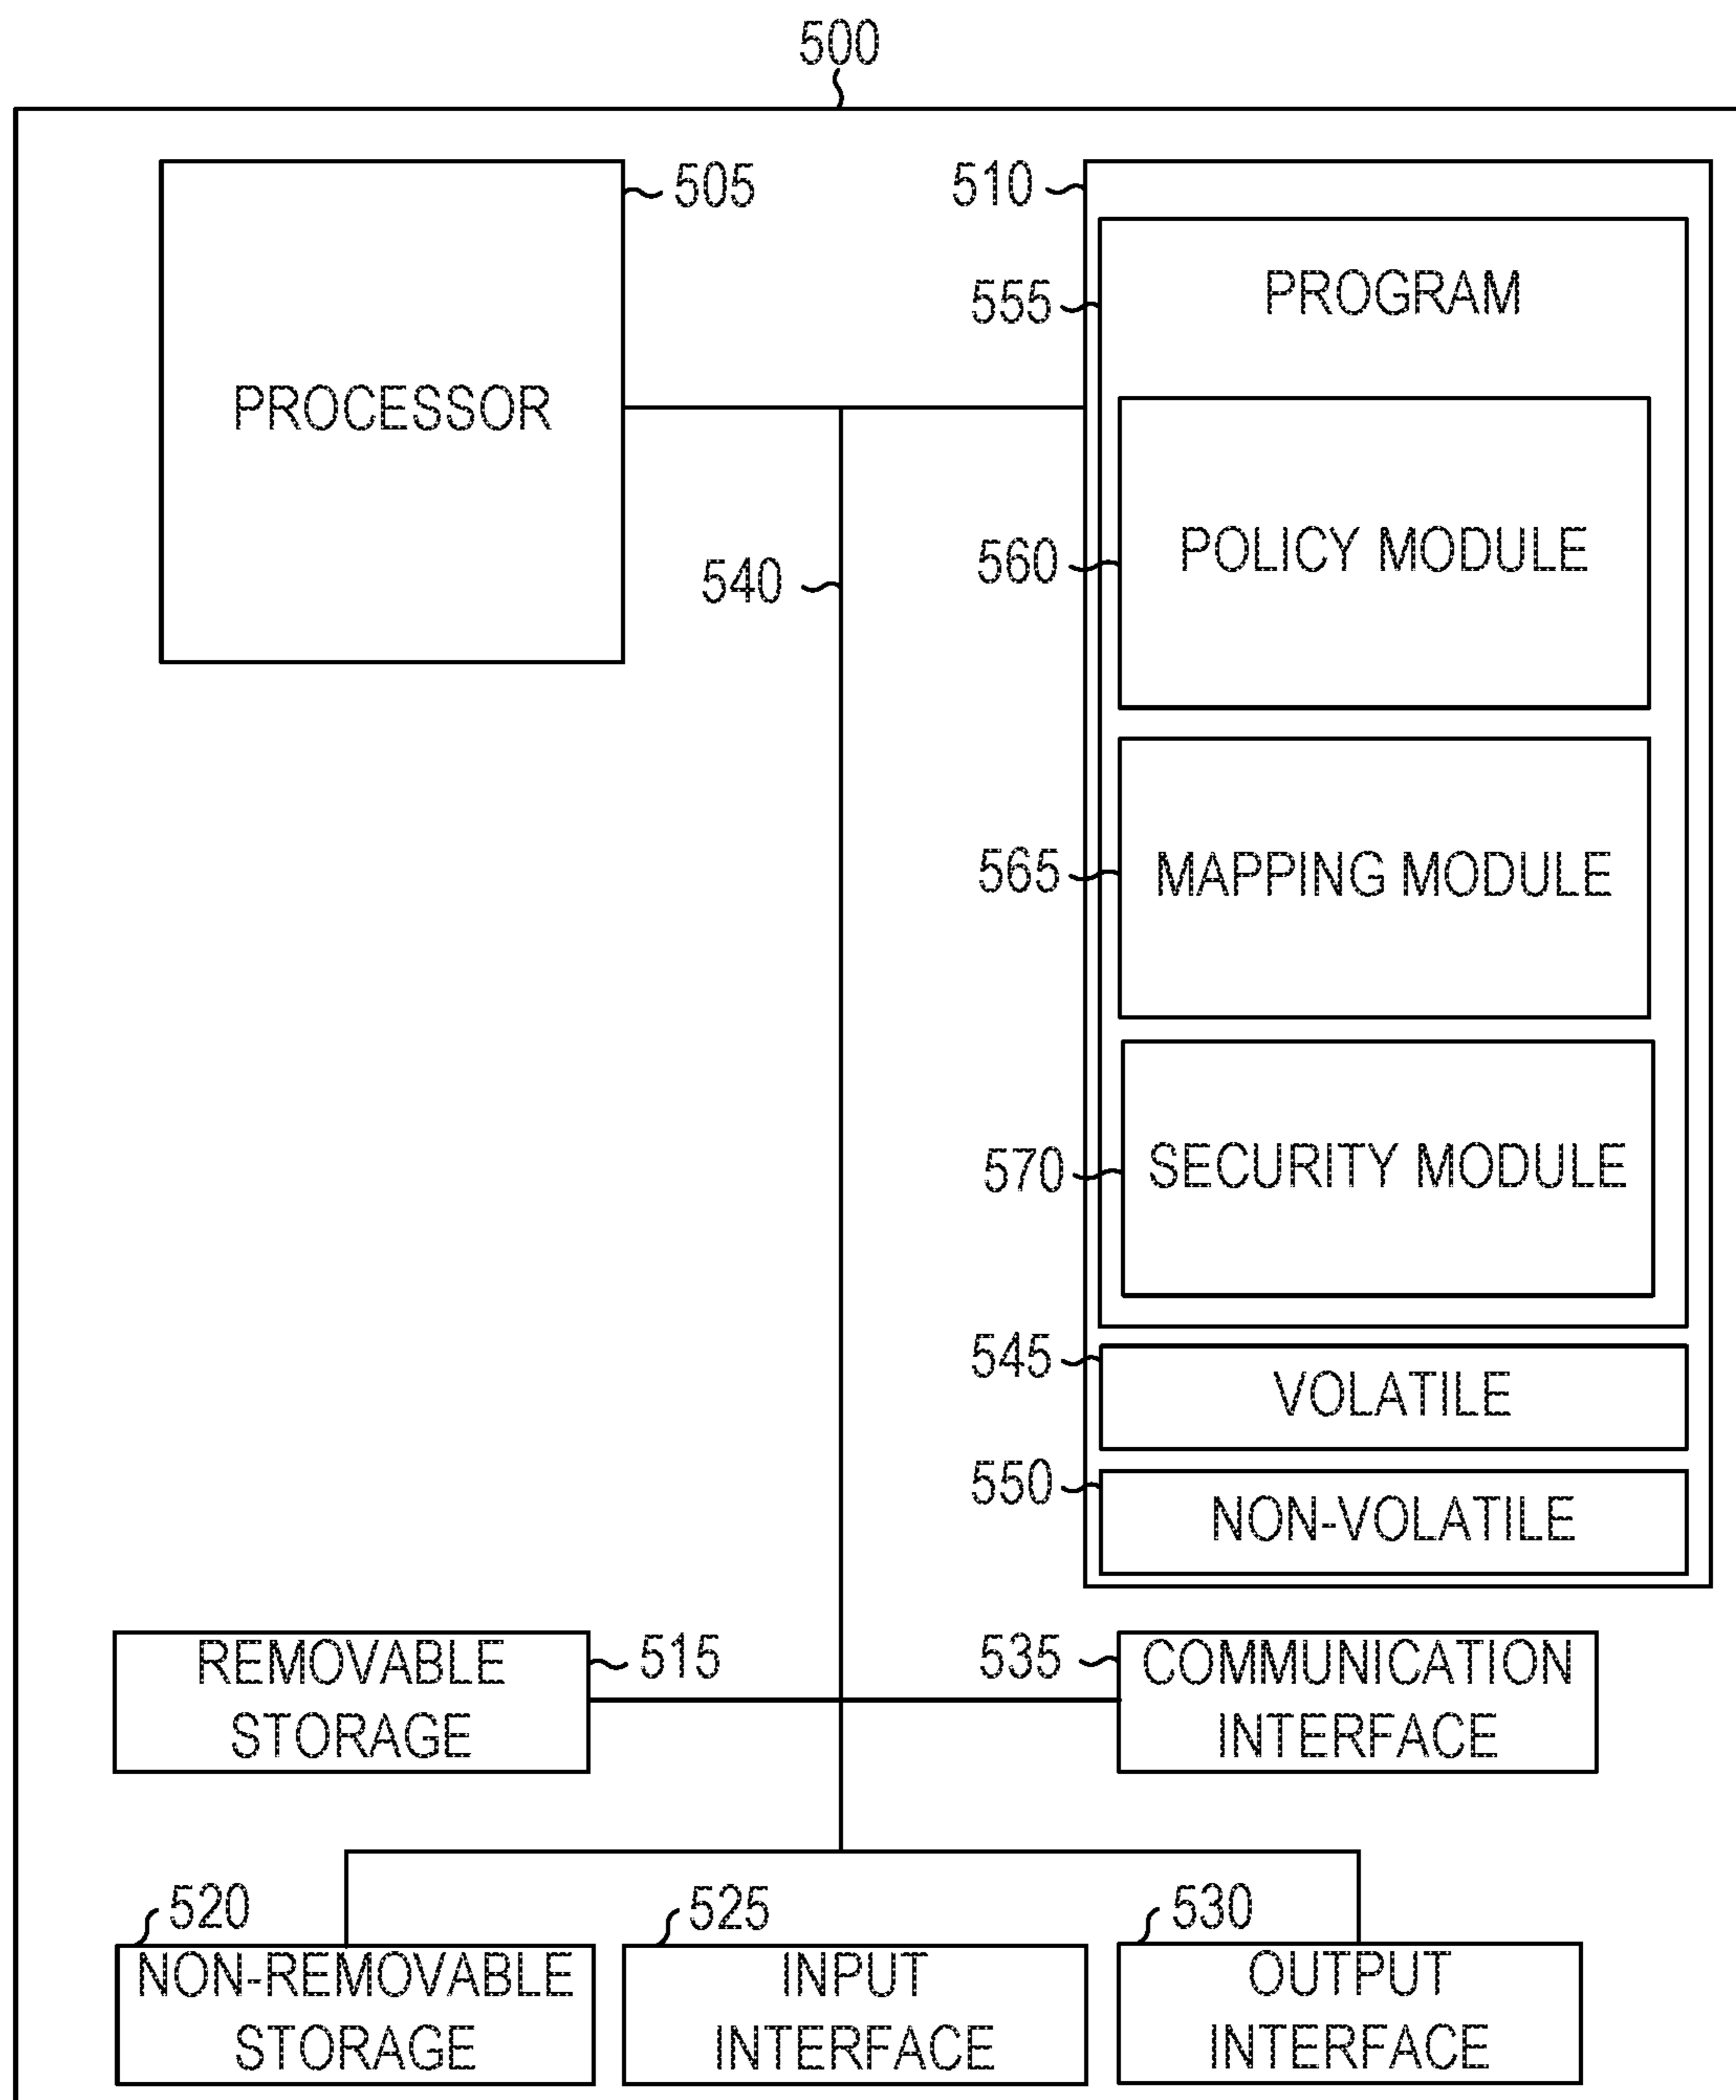 500
505
510
PROGRAM
555
PROCESSOR
POLICY MODULE
560
540
MAPPING MODULE
565
SECURITY MODULE
570
545
VOLATILE
550
NON-VOLATILE
REMOVABLE
STORAGE
515
535
COMMUNICATION
INTERFACE
520
NON-REMOVABLE
STORAGE
525
INPUT
INTERFACE
530
OUTPUT
INTERFACE